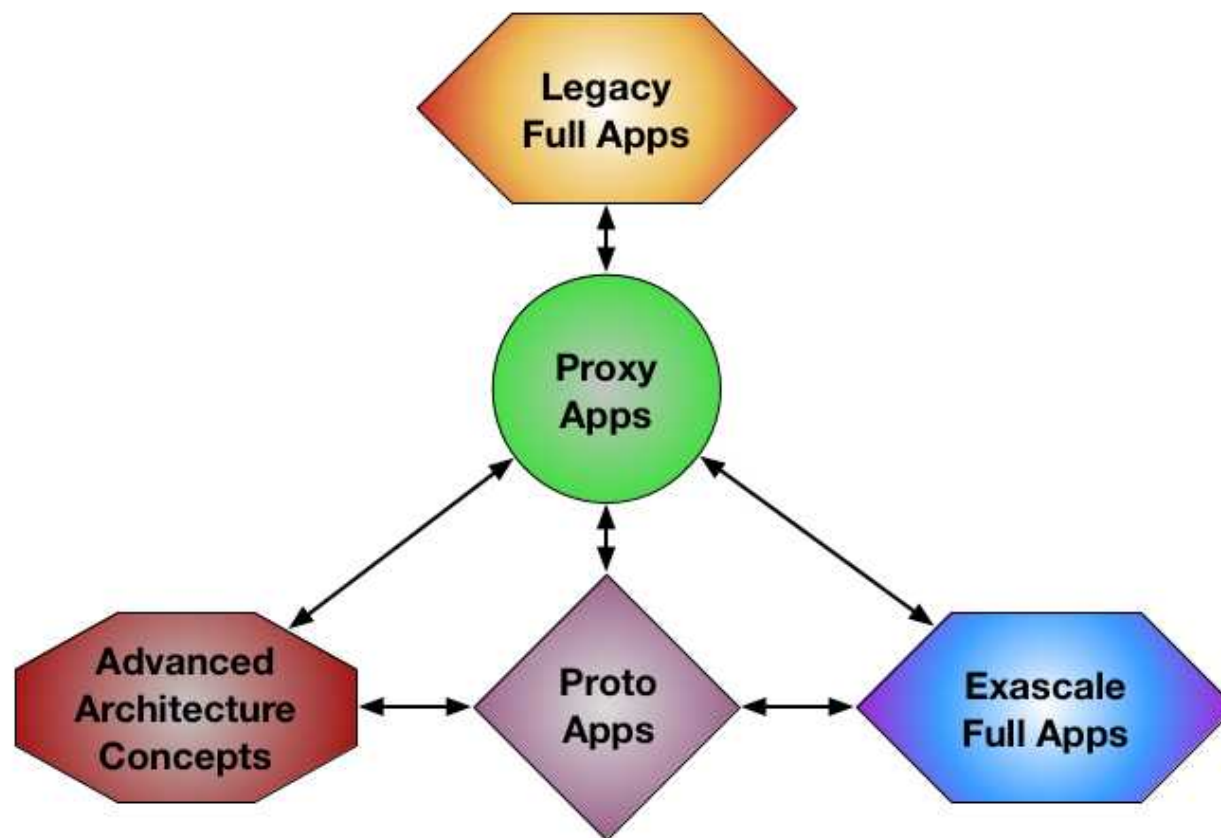 Legacy
Full Apps
Proxy
Apps
Advanced
Architecture
Concepts
Proto
Apps
Exascale
Full Apps